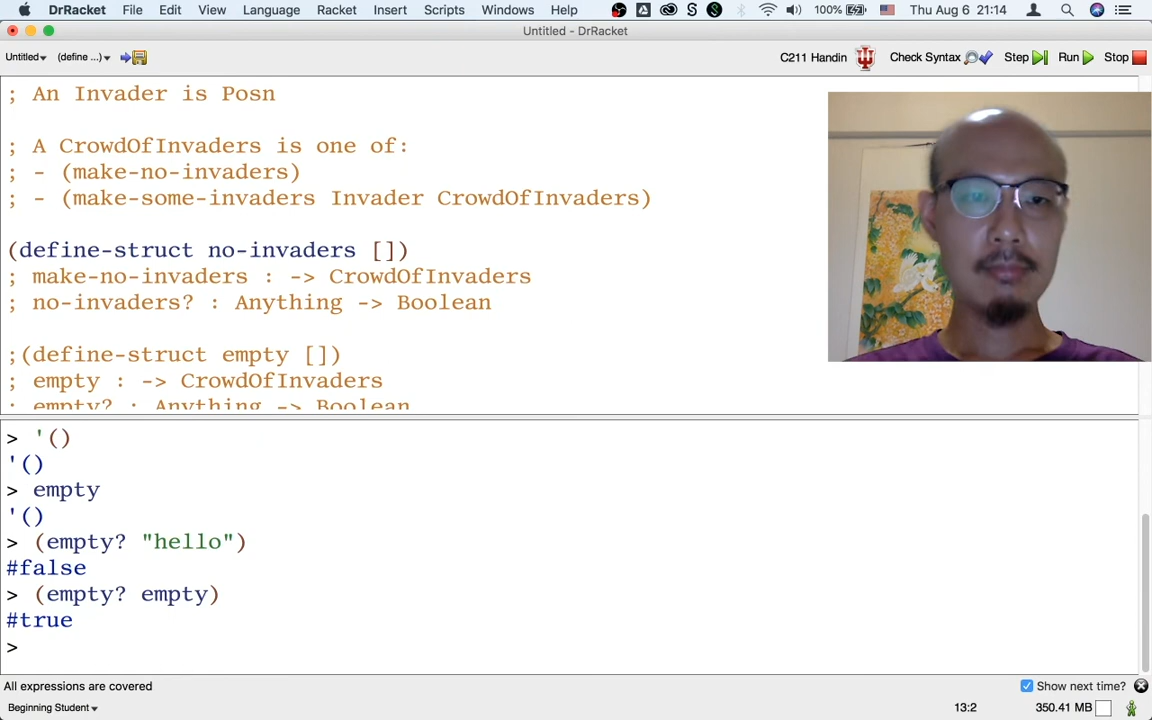 DrRacket File Edit View Language Racket Insert Scripts Windows Help 100% Thu Aug 6 21:14
Untitled - DrRacket
Untitled (define ...) C211 Handin Check Syntax Step Run Stop
; An Invader is Posn
; A CrowdOfInvaders is one of:
; - (make-no-invaders)
; - (make-some-invaders Invader CrowdOfInvaders)
(define-struct no-invaders [])
; make-no-invaders : -> CrowdOfInvaders
; no-invaders? : Anything -> Boolean
;(define-struct empty [])
; empty : -> CrowdOfInvaders
; empty? : Anything -> Boolean
> '()
'()
> empty
'()
> (empty? "hello")
#false
> (empty? empty)
#true
>
All expressions are covered Show next time?
Beginning Student 13:2 350.41 MB